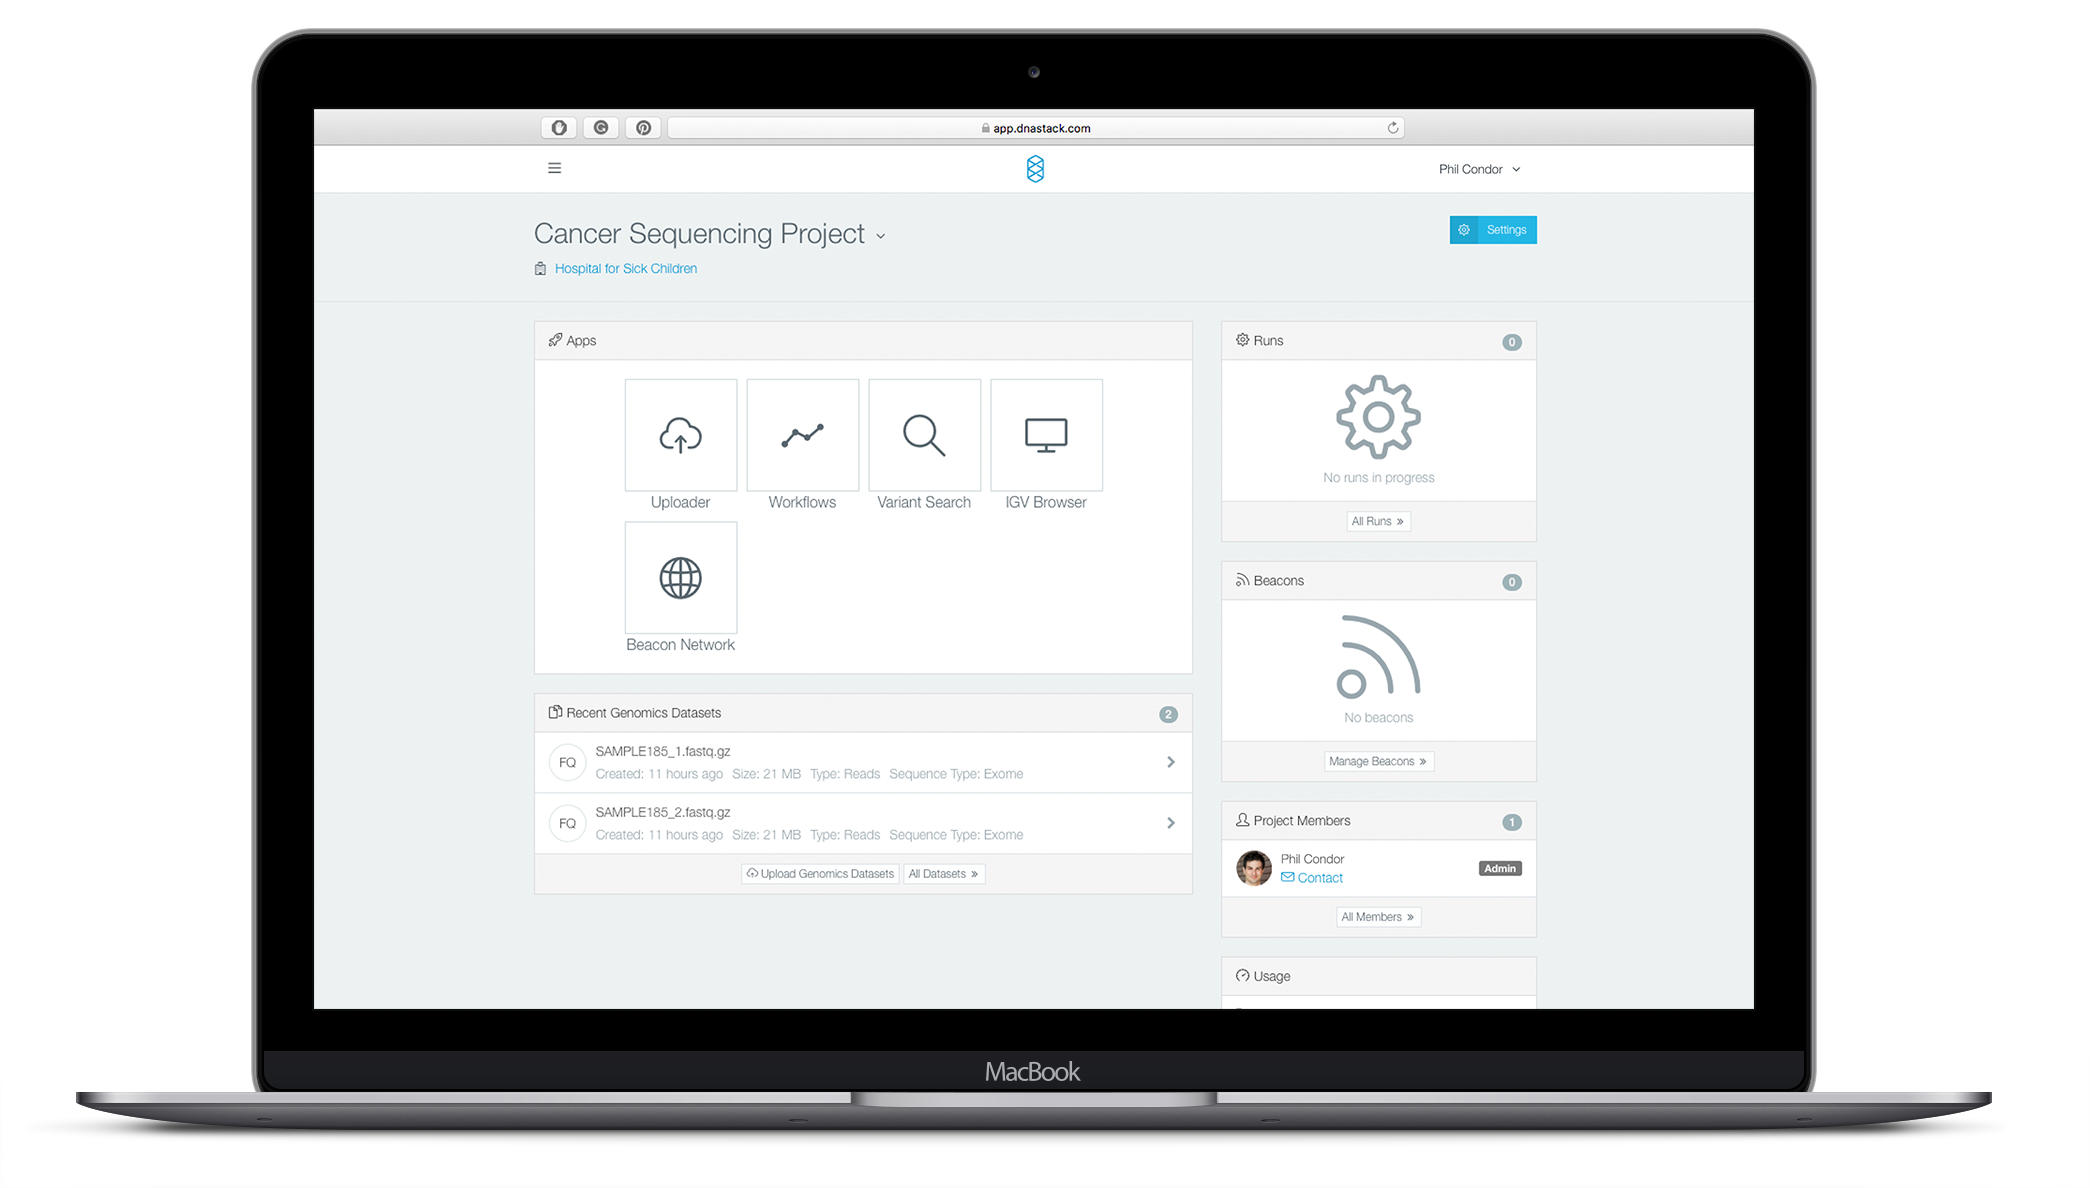 app.dnastack.com
Phil Condor
Cancer Sequencing Project
Settings
Hospital for Sick Children
Apps
Uploader
Workflows
Variant Search
IGV Browser
Beacon Network
Recent Genomics Datasets
2
FQ
SAMPLE185_1.fastq.gz
Created: 11 hours ago Size: 21 MB Type: Reads Sequence Type: Exome
FQ
SAMPLE185_2.fastq.gz
Created: 11 hours ago Size: 21 MB Type: Reads Sequence Type: Exome
Upload Genomics Datasets
All Datasets »
Runs
0
No runs in progress
All Runs »
Beacons
0
No beacons
Manage Beacons »
Project Members
1
Phil Condor
Contact
Admin
All Members »
Usage
MacBook